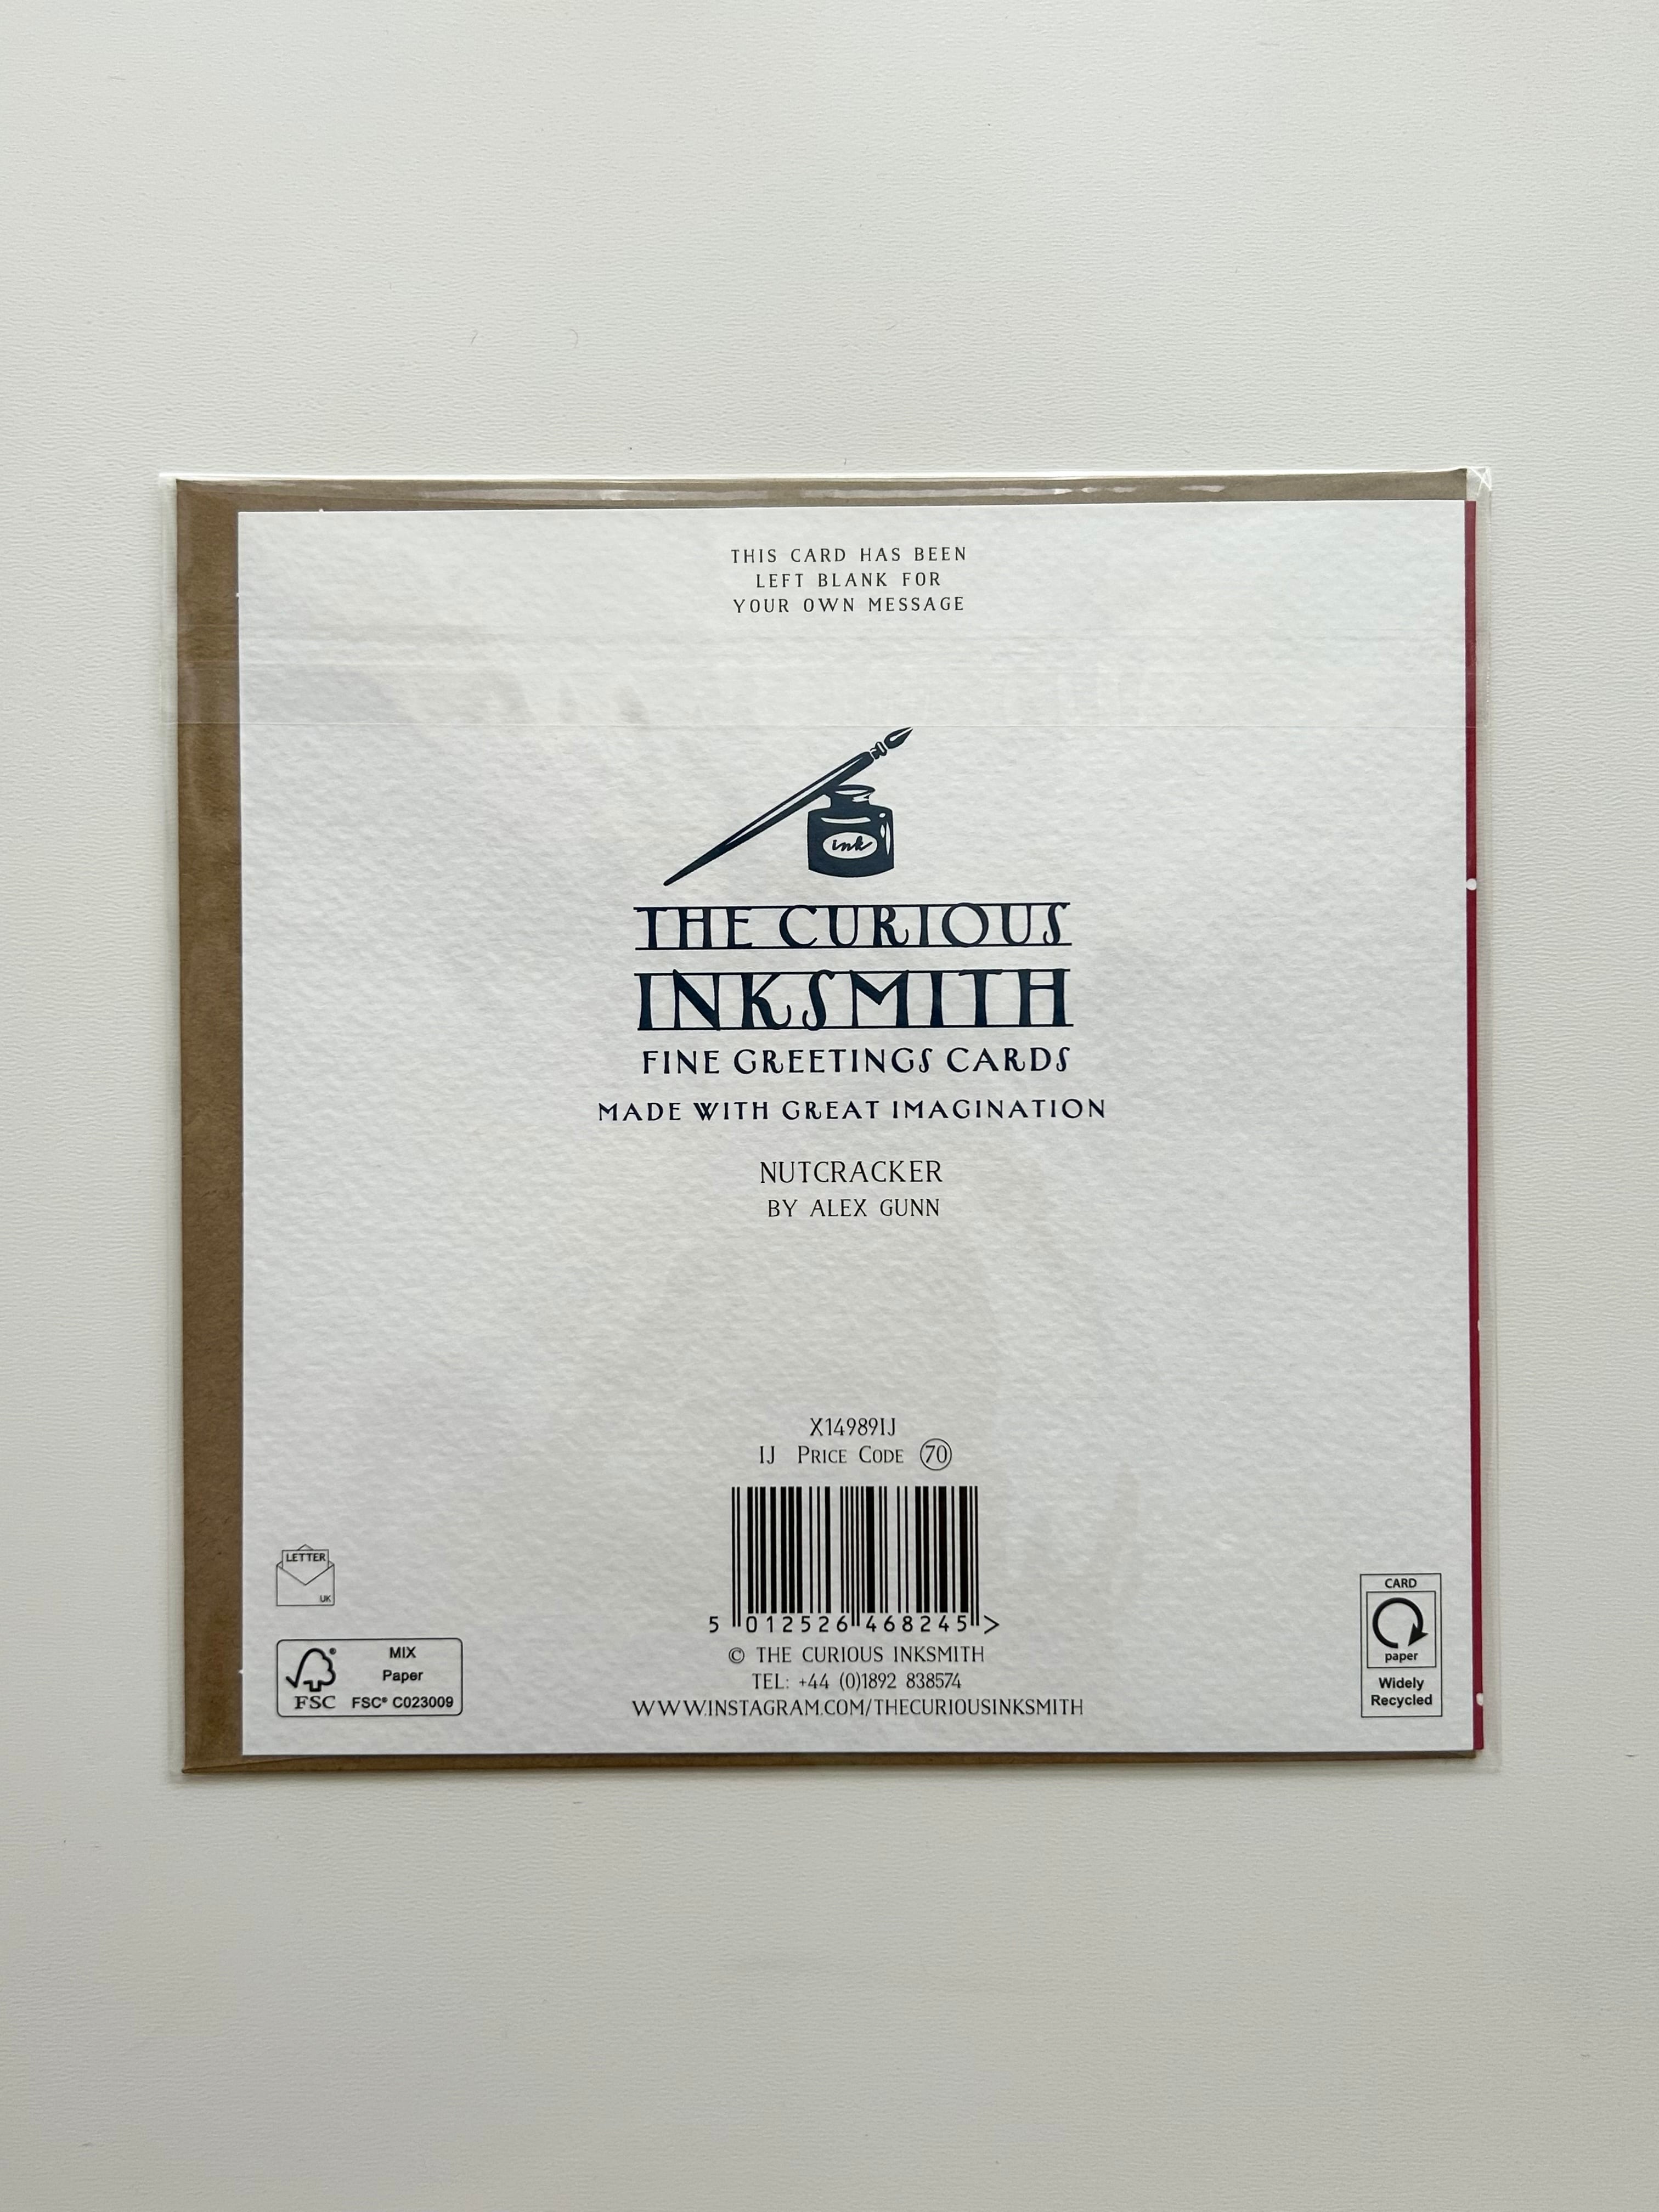 THIS CARD HAS BEEN
LEFT BLANK FOR
YOUR OWN MESSAGE
ink
THE CURIOUS
INKSMITH
FINE GREETINGS CARDS
MADE WITH GREAT IMAGINATION
NUTCRACKER
BY ALEX GUNN
X14989IJ
IJ PRICE CODE 70
5 012526 468245 >
© THE CURIOUS INKSMITH
TEL: +44 (0)1892 838574
WWW.INSTAGRAM.COM/THECURIOUSINKSMITH
LETTER
UK
MIX
Paper
FSC® C023009
FSC
CARD
paper
Widely
Recycled